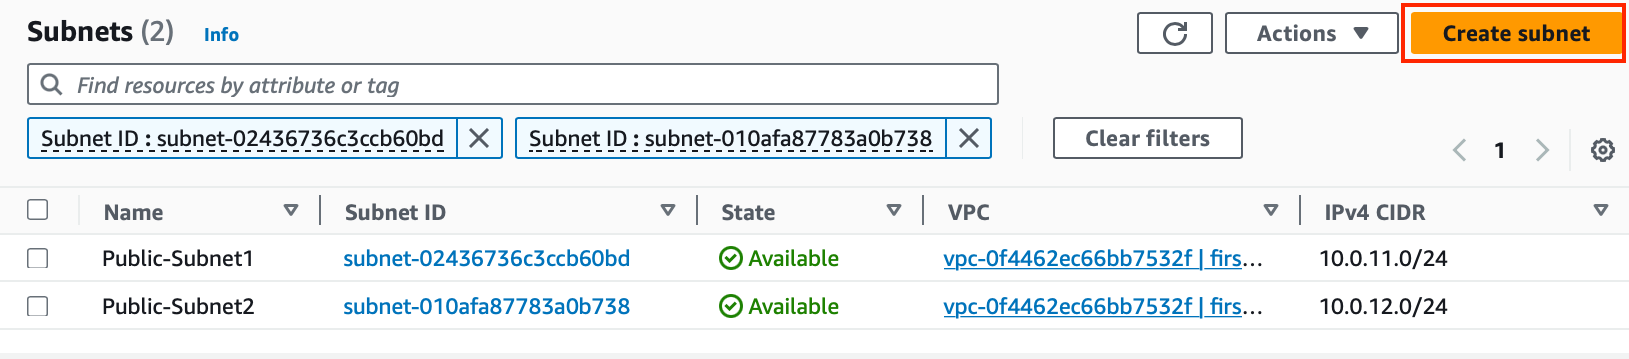 Subnets (2) Info
Actions Create subnet
Find resources by attribute or tag
Subnet ID : subnet-02436736c3ccb60bd Subnet ID : subnet-010afa87783a0b738 Clear filters
1
Name Subnet ID State VPC IPv4 CIDR
Public-Subnet1 subnet-02436736c3ccb60bd Available vpc-0f4462ec66bb7532f | firs... 10.0.11.0/24
Public-Subnet2 subnet-010afa87783a0b738 Available vpc-0f4462ec66bb7532f | firs... 10.0.12.0/24